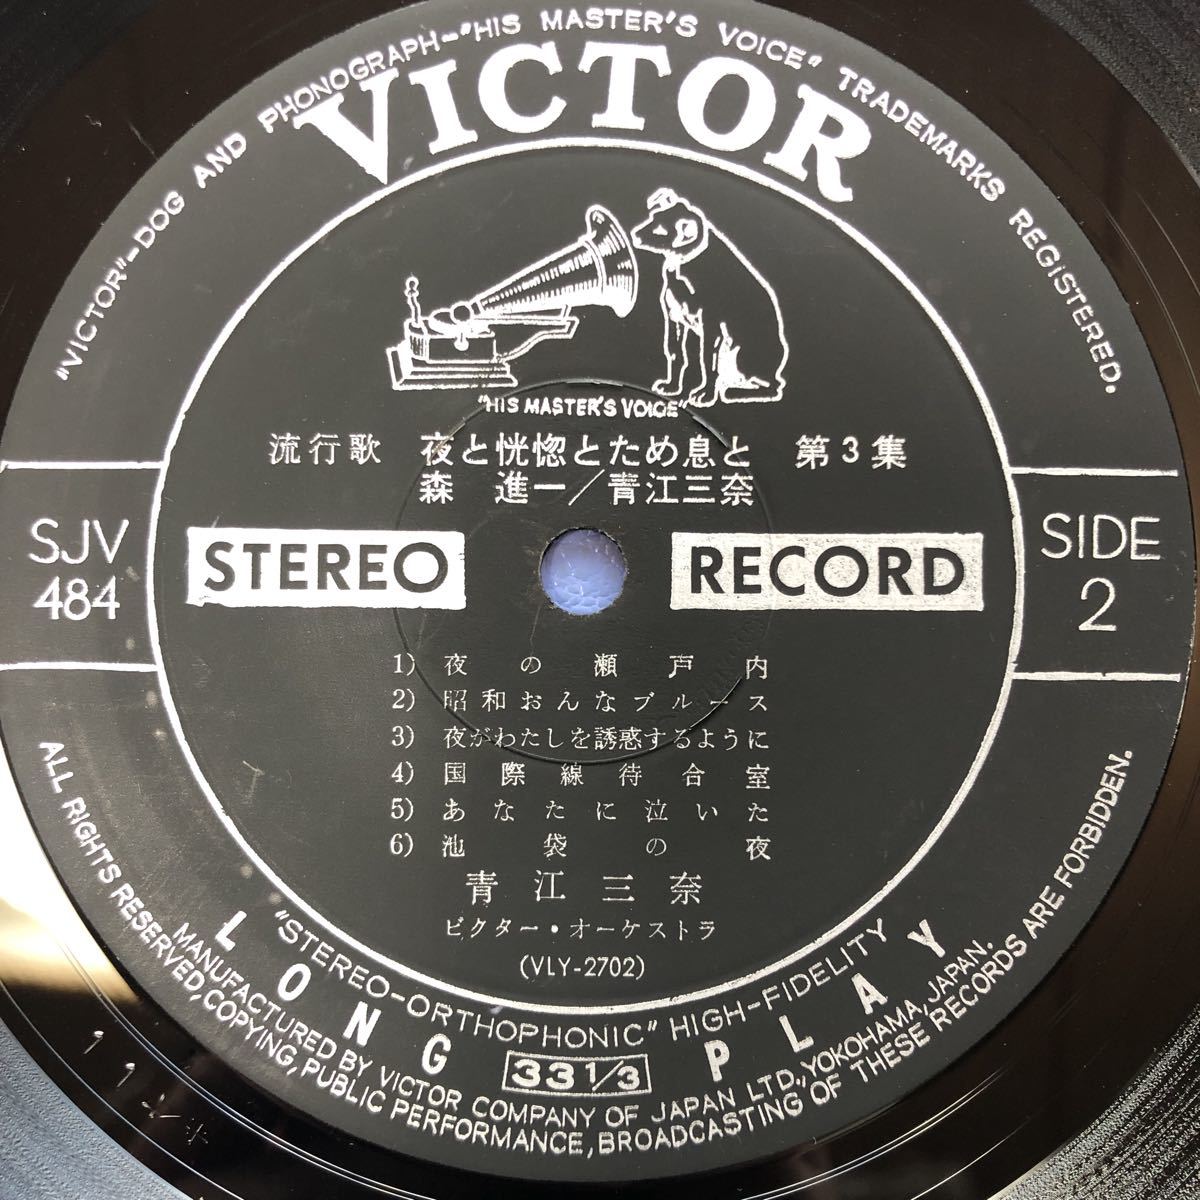 "VICTOR"-DOG AND PHONOGRAPH-"HIS MASTER'S VOICE" TRADEMARKS REGISTERED.
VICTOR
"HIS MASTER'S VOICE"
流行歌 夜と恍惚とため息と 第3集
森 進一/青江三奈
SJV
484
STEREO RECORD
SIDE
2
1) 夜の瀬戸内
2) 昭和おんなブルース
3) 夜がわたしを誘惑するように
4) 国際線待合室
5) あなたに泣いた
6) 池袋の夜
青江三奈
ビクター・オーケストラ
(VLY-2702)
"STEREO-ORTHOPHONIC" HIGH-FIDELITY
LONG PLAY
33 1/3
MANUFACTURED BY VICTOR COMPANY OF JAPAN LTD., YOKOHAMA, JAPAN.
ALL RIGHTS RESERVED, COPYING, PUBLIC PERFORMANCE, BROADCASTING OF THESE RECORDS ARE FORBIDDEN.